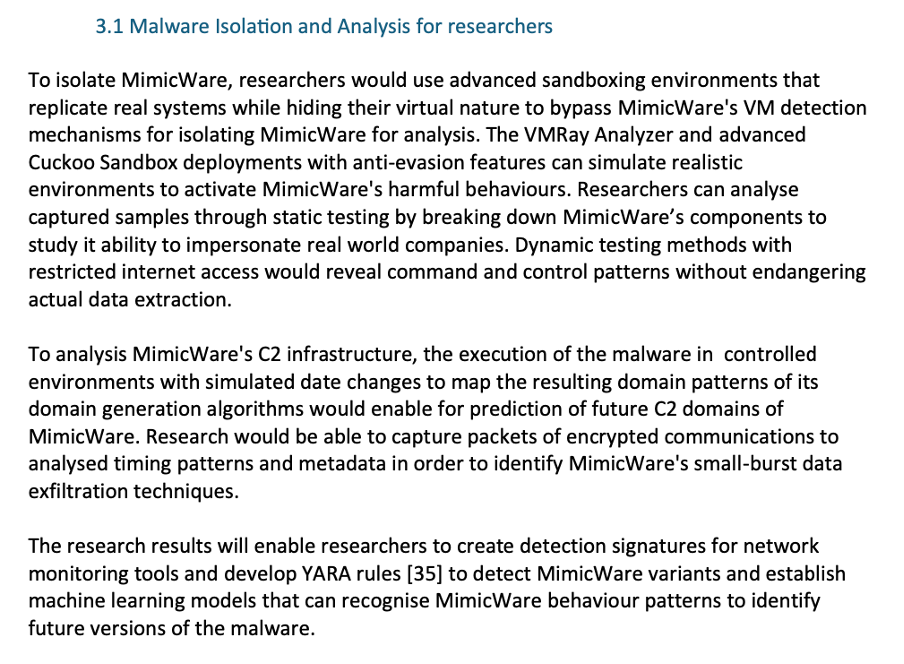 3.1 Malware Isolation and Analysis for researchers
To isolate MimicWare, researchers would use advanced sandboxing environments that
replicate real systems while hiding their virtual nature to bypass MimicWare's VM detection
mechanisms for isolating MimicWare for analysis. The VMRay Analyzer and advanced
Cuckoo Sandbox deployments with anti-evasion features can simulate realistic
environments to activate MimicWare's harmful behaviours. Researchers can analyse
captured samples through static testing by breaking down MimicWare’s components to
study it ability to impersonate real world companies. Dynamic testing methods with
restricted internet access would reveal command and control patterns without endangering
actual data extraction.
To analysis MimicWare's C2 infrastructure, the execution of the malware in  controlled
environments with simulated date changes to map the resulting domain patterns of its
domain generation algorithms would enable for prediction of future C2 domains of
MimicWare. Research would be able to capture packets of encrypted communications to
analysed timing patterns and metadata in order to identify MimicWare's small-burst data
exfiltration techniques.
The research results will enable researchers to create detection signatures for network
monitoring tools and develop YARA rules [35] to detect MimicWare variants and establish
machine learning models that can recognise MimicWare behaviour patterns to identify
future versions of the malware.